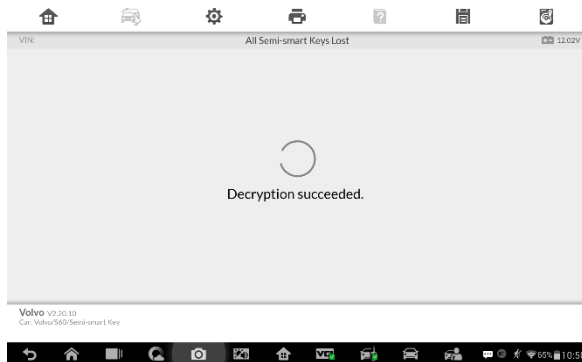 VIN:
All Semi-smart Keys Lost
12.02V
Decryption succeeded.
Volvo V2.20.10
Car: Volvo/S60/Semi-smart Key
65%